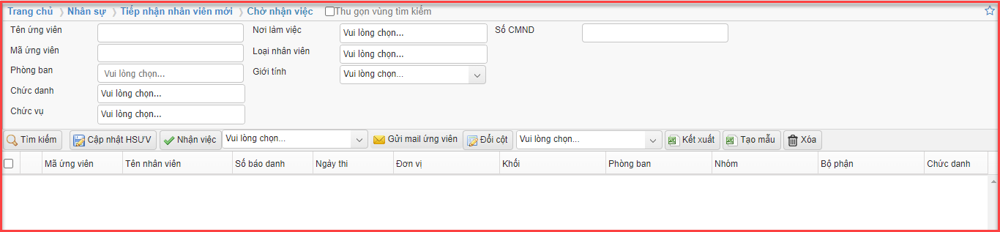 Trang chủ Nhân sự Tiếp nhận nhân viên mới Chờ nhận việc Thu gọn vùng tìm kiếm
Tên ứng viên Nơi làm việc Vui lòng chọn... Số CMND
Mã ứng viên Loại nhân viên Vui lòng chọn...
Phòng ban Vui lòng chọn... Giới tính Vui lòng chọn...
Chức danh Vui lòng chọn...
Chức vụ Vui lòng chọn...
Tìm kiếm Cập nhật HSUV Nhận việc Vui lòng chọn... Gửi mail ứng viên Đổi cột Vui lòng chọn... Kết xuất Tạo mẫu Xóa
Mã ứng viên Tên nhân viên Số báo danh Ngày thi Đơn vị Khối Phòng ban Nhóm Bộ phận Chức danh